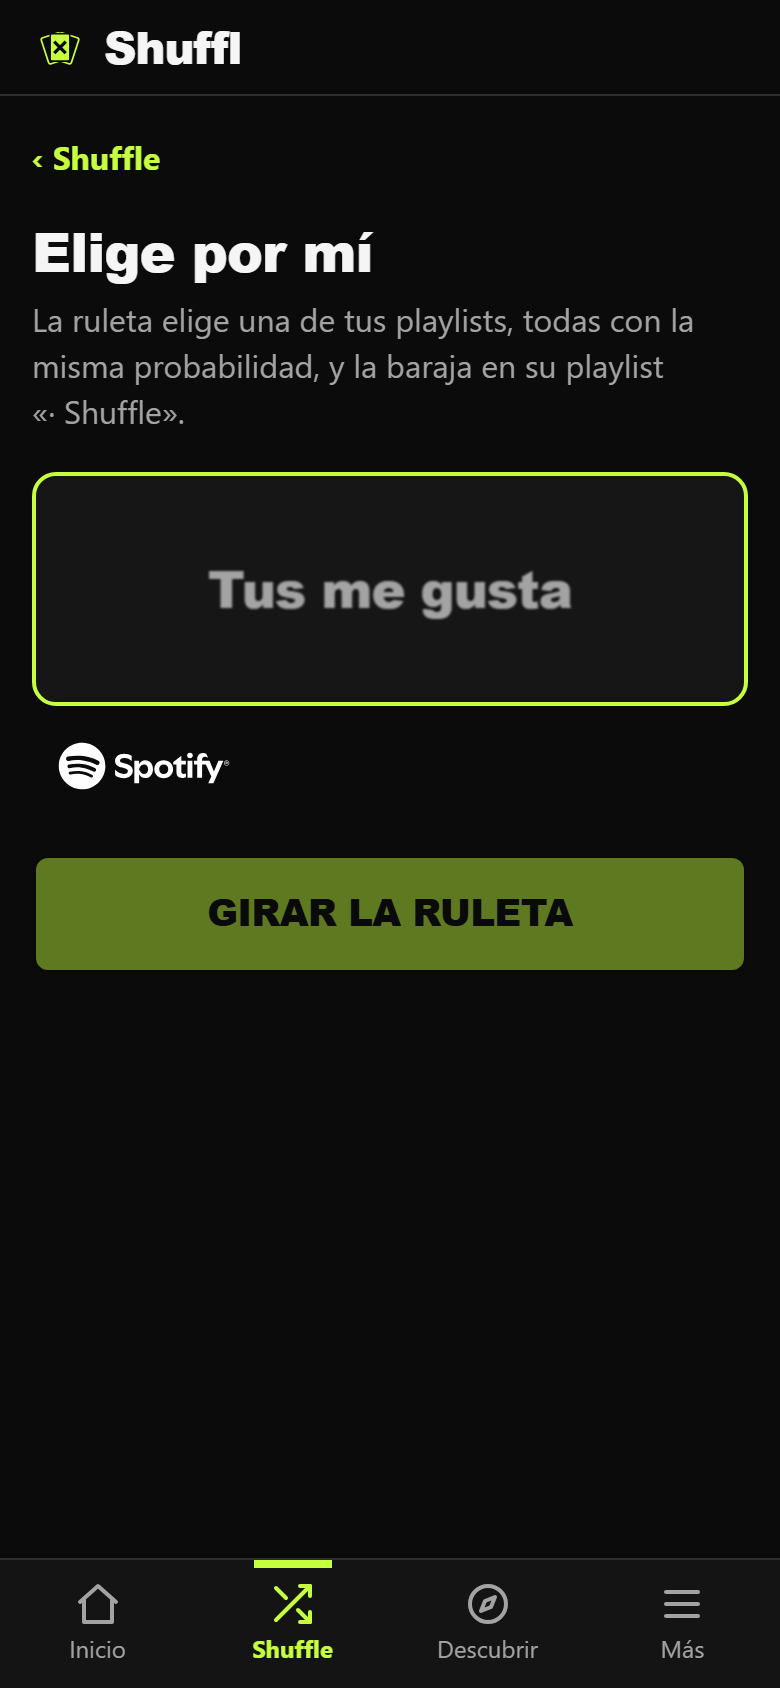 Shuffl
‹ Shuffle
Elige por mí
La ruleta elige una de tus playlists, todas con la
misma probabilidad, y la baraja en su playlist
«· Shuffle».
Tus me gusta
Spotify®
GIRAR LA RULETA
Inicio
Shuffle
Descubrir
Más